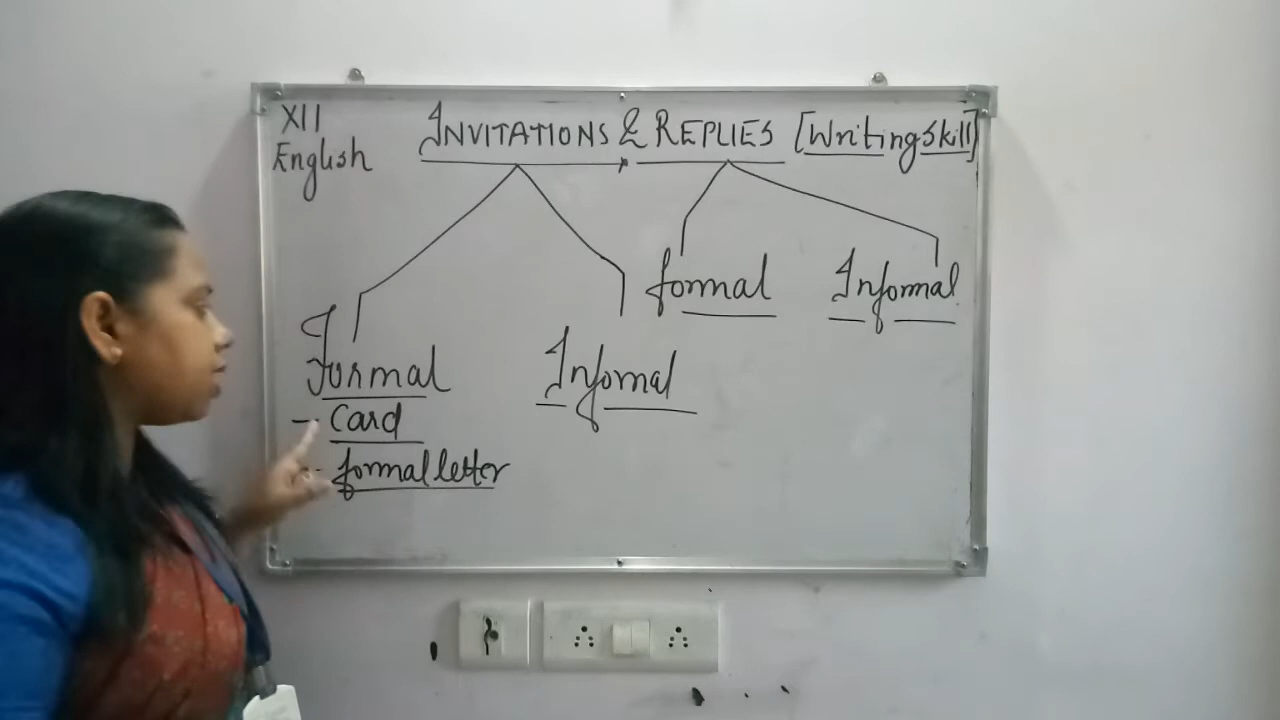 XII INVITATIONS & REPLIES [Writing Skill]
English
formal Informal
Formal Informal
- Card
- formal letter